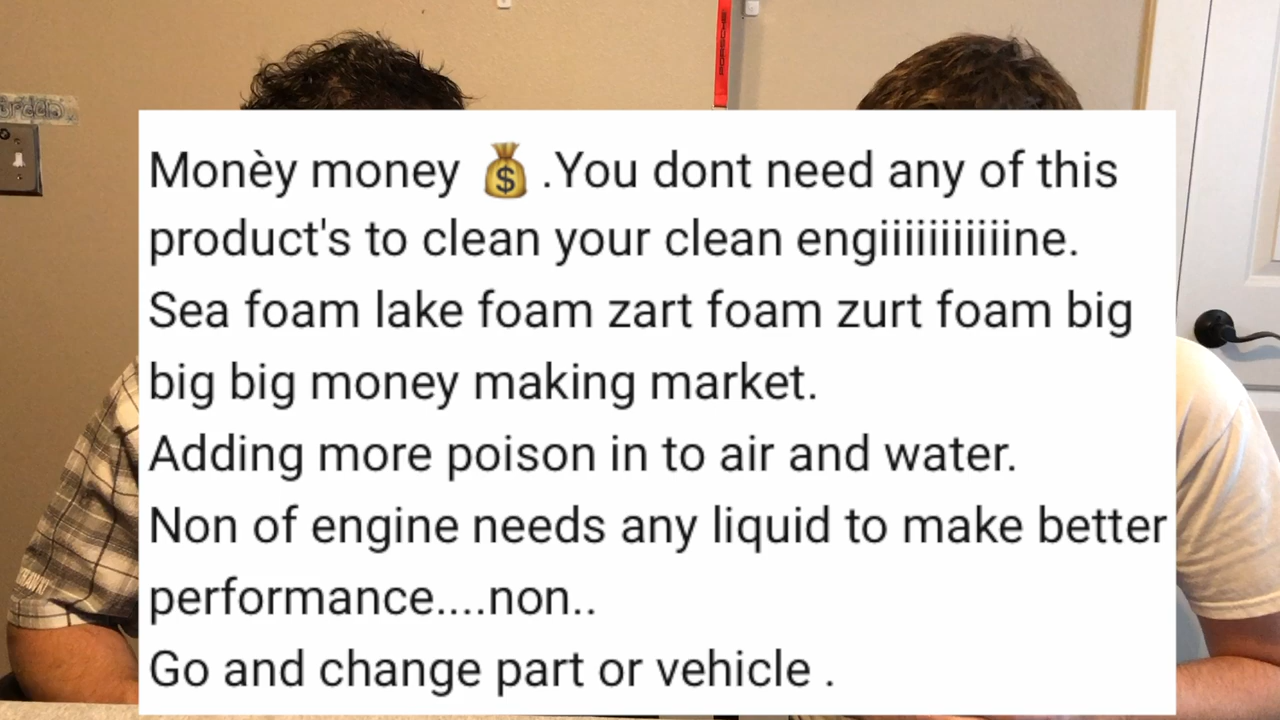 PORSCHE
Monèy money 💰.You dont need any of this
product's to clean your clean engiiiiiiiiiiiine.
Sea foam lake foam zart foam zurt foam big
big big money making market.
Adding more poison in to air and water.
Non of engine needs any liquid to make better
performance....non..
Go and change part or vehicle .